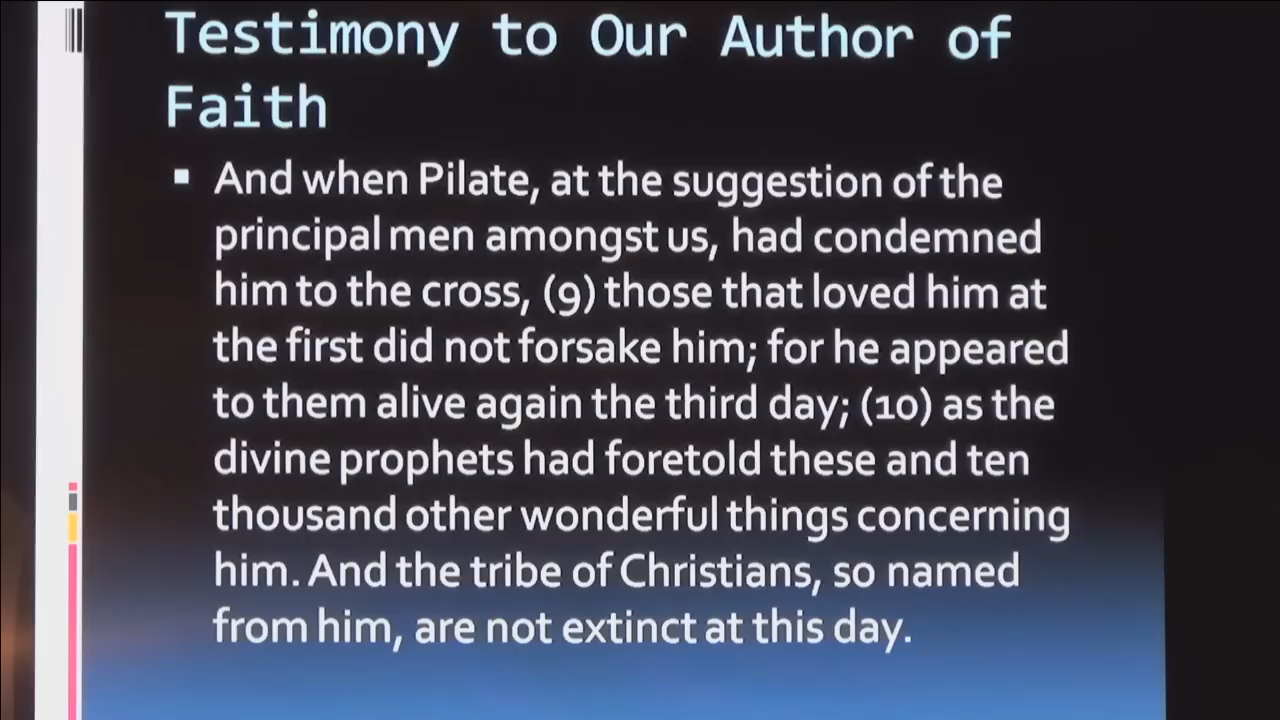 Testimony to Our Author of
Faith
▪ And when Pilate, at the suggestion of the
principal men amongst us, had condemned
him to the cross, (9) those that loved him at
the first did not forsake him; for he appeared
to them alive again the third day; (10) as the
divine prophets had foretold these and ten
thousand other wonderful things concerning
him. And the tribe of Christians, so named
from him, are not extinct at this day.